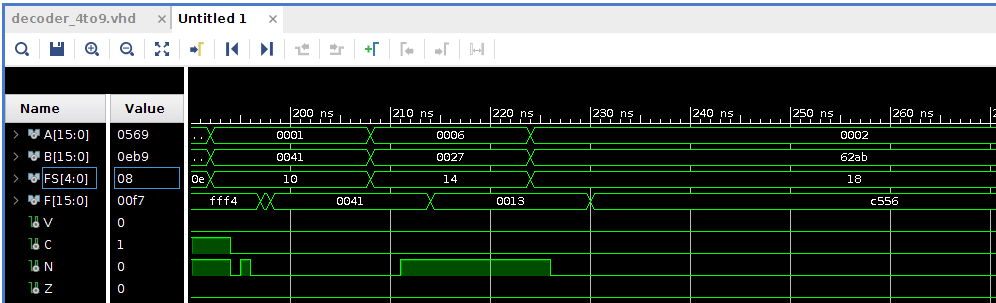 decoder_4to9.vhd × Untitled 1 ×
Name Value
200 ns 210 ns 220 ns 230 ns 240 ns 250 ns 260 ns
A[15:0] 0569 .. 0001 0006 0002
B[15:0] 0eb9 .. 0041 0027 62ab
FS[4:0] 08 0e 10 14 18
F[15:0] 00f7 fff4 0041 0013 c556
V 0
C 1
N 0
Z 0